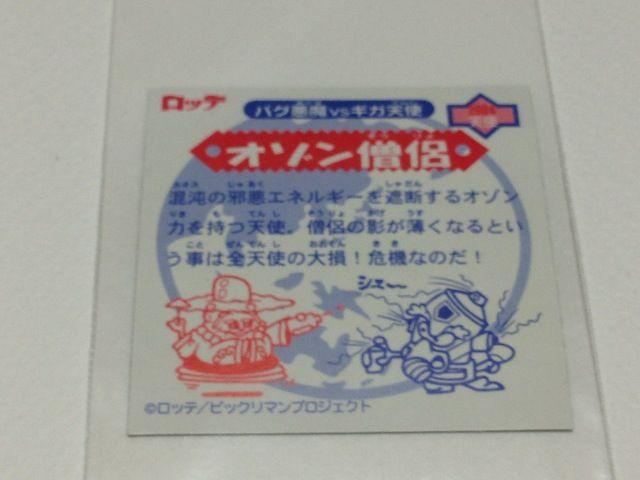 ロッテ
バグ悪魔vsギガ天使
オゾン僧侶
混沌の邪悪エネルギーを遮断するオゾン
力を持つ天使。僧侶の影が薄くなるとい
う事は全天使の大損！危機なのだ！
シュー
©ロッテ/ビックリマンプロジェクト